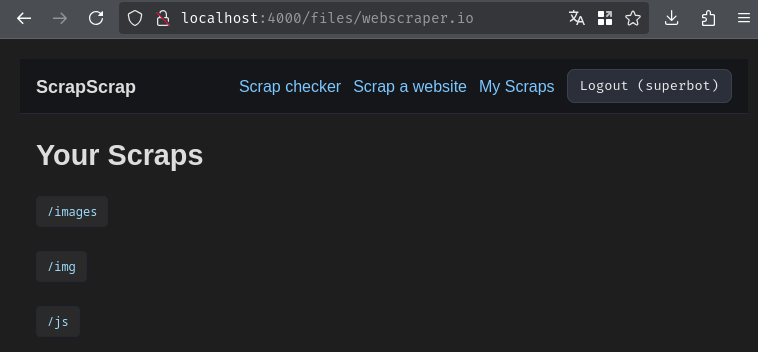 localhost:4000/files/webscraper.io
ScrapScrap Scrap checker Scrap a website My Scraps Logout (superbot)
Your Scraps
/images
/img
/js